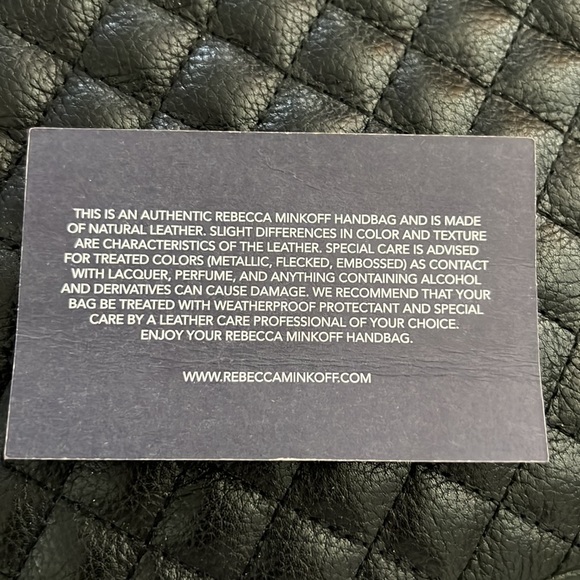 THIS IS AN AUTHENTIC REBECCA MINKOFF HANDBAG AND IS MADE
OF NATURAL LEATHER. SLIGHT DIFFERENCES IN COLOR AND TEXTURE
ARE CHARACTERISTICS OF THE LEATHER. SPECIAL CARE IS ADVISED
FOR TREATED COLORS (METALLIC, FLECKED, EMBOSSED) AS CONTACT
WITH LACQUER, PERFUME, AND ANYTHING CONTAINING ALCOHOL
AND DERIVATIVES CAN CAUSE DAMAGE. WE RECOMMEND THAT YOUR
BAG BE TREATED WITH WEATHERPROOF PROTECTANT AND SPECIAL
CARE BY A LEATHER CARE PROFESSIONAL OF YOUR CHOICE.
ENJOY YOUR REBECCA MINKOFF HANDBAG.
WWW.REBECCAMINKOFF.COM